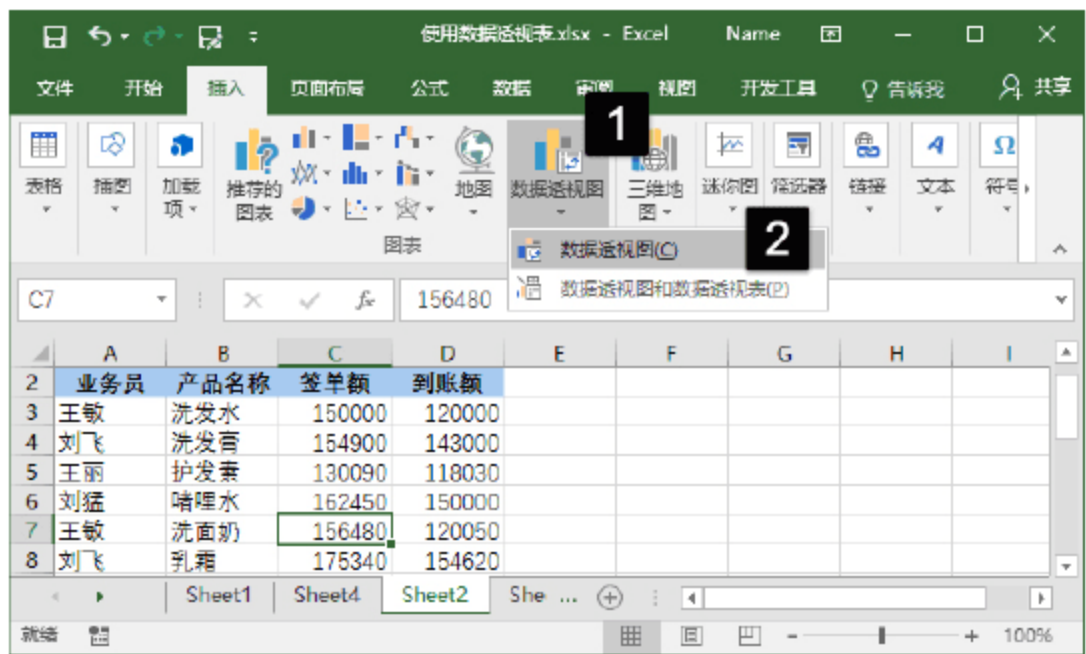 使用数据透视表.xlsx - Excel Name
文件 开始 插入 页面布局 公式 数据 审阅 视图 开发工具 告诉我 共享
1
表格 插图 加载项 推荐的图表 地图 数据透视图 三维地图 迷你图 筛选器 链接 文本 符号
图表
数据透视图(C)
2
数据透视图和数据透视表(P)
C7 fx 156480
A B C D E F G H I
2 业务员 产品名称 签单额 到账额
3 王敏 洗发水 150000 120000
4 刘飞 洗发膏 154900 143000
5 王丽 护发素 130090 118030
6 刘猛 啫哩水 162450 150000
7 王敏 洗面奶 156480 120050
8 刘飞 乳霜 175340 154620
Sheet1 Sheet4 Sheet2 She ...
就绪 100%